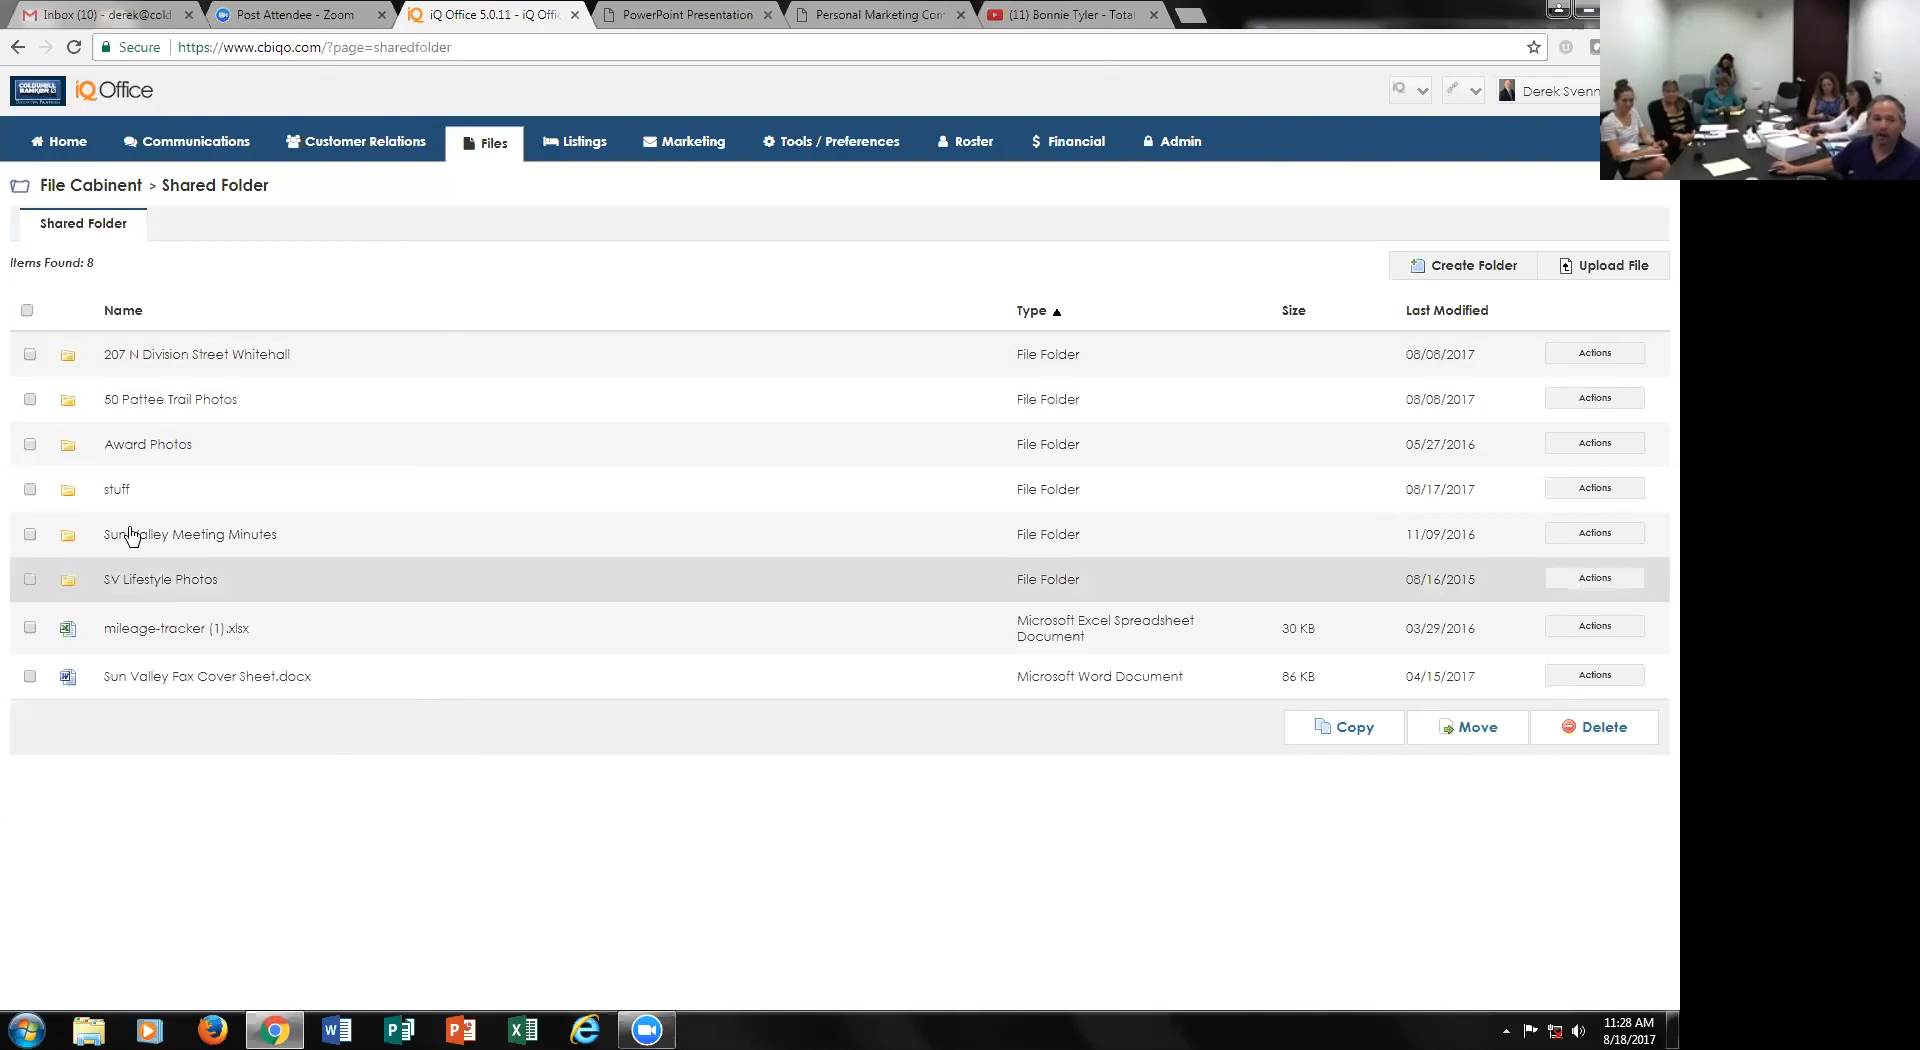 Inbox (10) - derek@cold
Post Attendee - Zoom
iQ Office 5.0.11 - iQ Offi
PowerPoint Presentation
Personal Marketing Con
(11) Bonnie Tyler - Total
Secure
https://www.cbiqo.com/?page=sharedfolder
COLDWELL BANKER
iQ Office
iQ
Derek Svenn
Home
Communications
Customer Relations
Files
Listings
Marketing
Tools / Preferences
Roster
$ Financial
Admin
File Cabinent > Shared Folder
Shared Folder
Items Found: 8
Create Folder
Upload File
Name Type Size Last Modified
207 N Division Street Whitehall File Folder 08/08/2017 Actions
50 Pattee Trail Photos File Folder 08/08/2017 Actions
Award Photos File Folder 05/27/2016 Actions
stuff File Folder 08/17/2017 Actions
Sun Valley Meeting Minutes File Folder 11/09/2016 Actions
SV Lifestyle Photos File Folder 08/16/2015 Actions
mileage-tracker (1).xlsx Microsoft Excel Spreadsheet Document 30 KB 03/29/2016 Actions
Sun Valley Fax Cover Sheet.docx Microsoft Word Document 86 KB 04/15/2017 Actions
Copy
Move
Delete
11:28 AM
8/18/2017